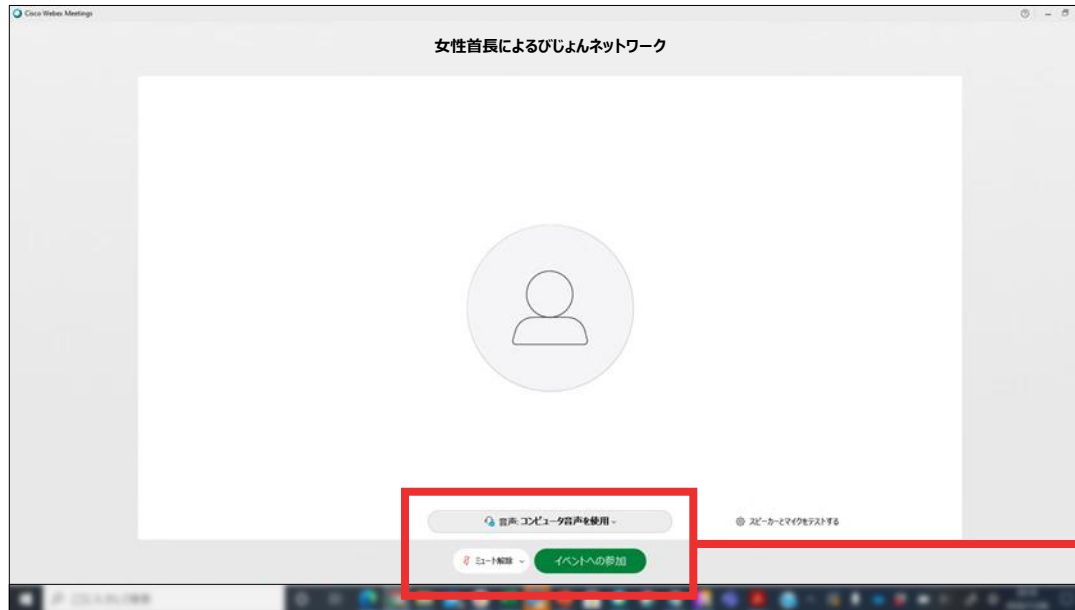 Cisco Webex Meetings
女性首長によるびじょんネットワーク
音声: コンピュータ音声を使用
スピーカーとマイクをテストする
ミュート解除
イベントへの参加